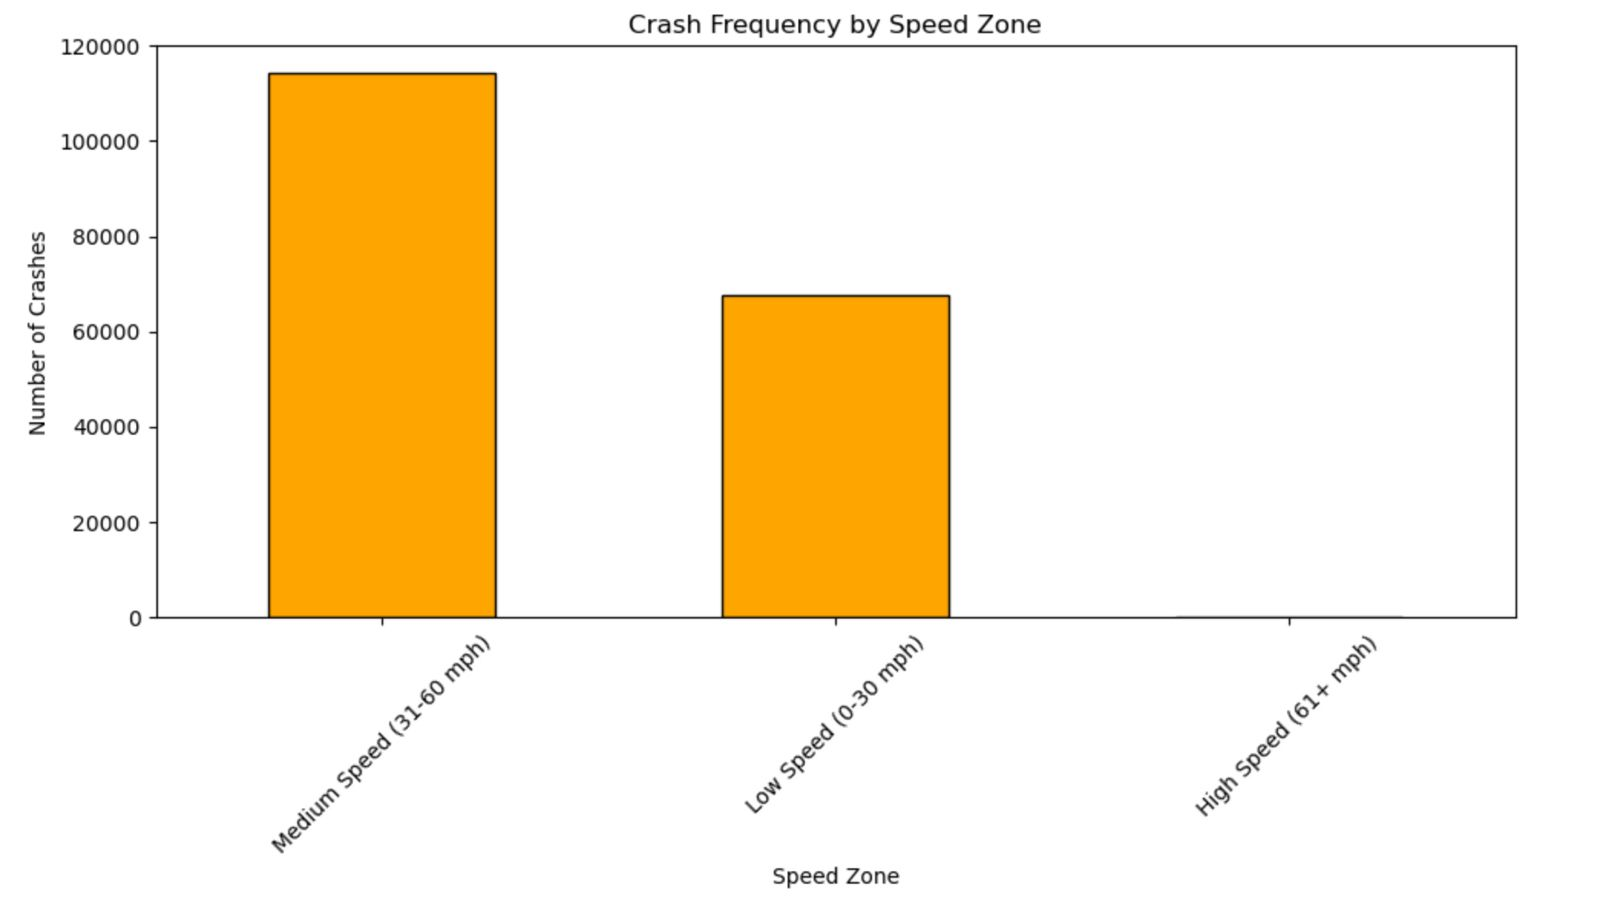 Crash Frequency by Speed Zone
120000
100000
80000
60000
40000
20000
0
Number of Crashes
Medium Speed (31-60 mph)
Low Speed (0-30 mph)
High Speed (61+ mph)
Speed Zone